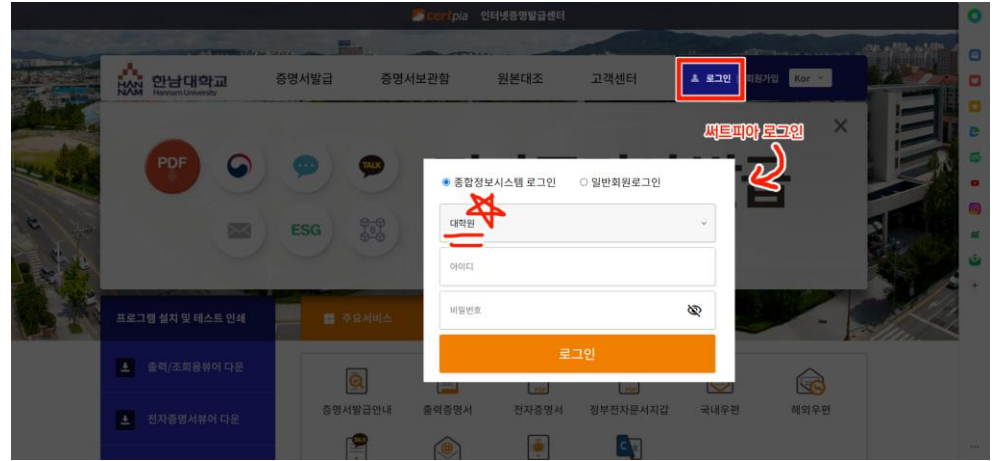 certpia 인터넷증명발급센터
HAN
NAM
한남대학교
Hannam University
증명서발급 증명서보관함 원본대조 고객센터 로그인 회원가입 Kor
써트피아 로그인
PDF
TALK
ESG
종합정보시스템 로그인 일반회원로그인
대학원
아이디
비밀번호
로그인
프로그램 설치 및 테스트 인쇄
주요서비스
출력/조회용뷰어 다운
전자증명서뷰어 다운
증명서발급안내 출력증명서 전자증명서 정부전자문서지갑 국내우편 해외우편
TALK